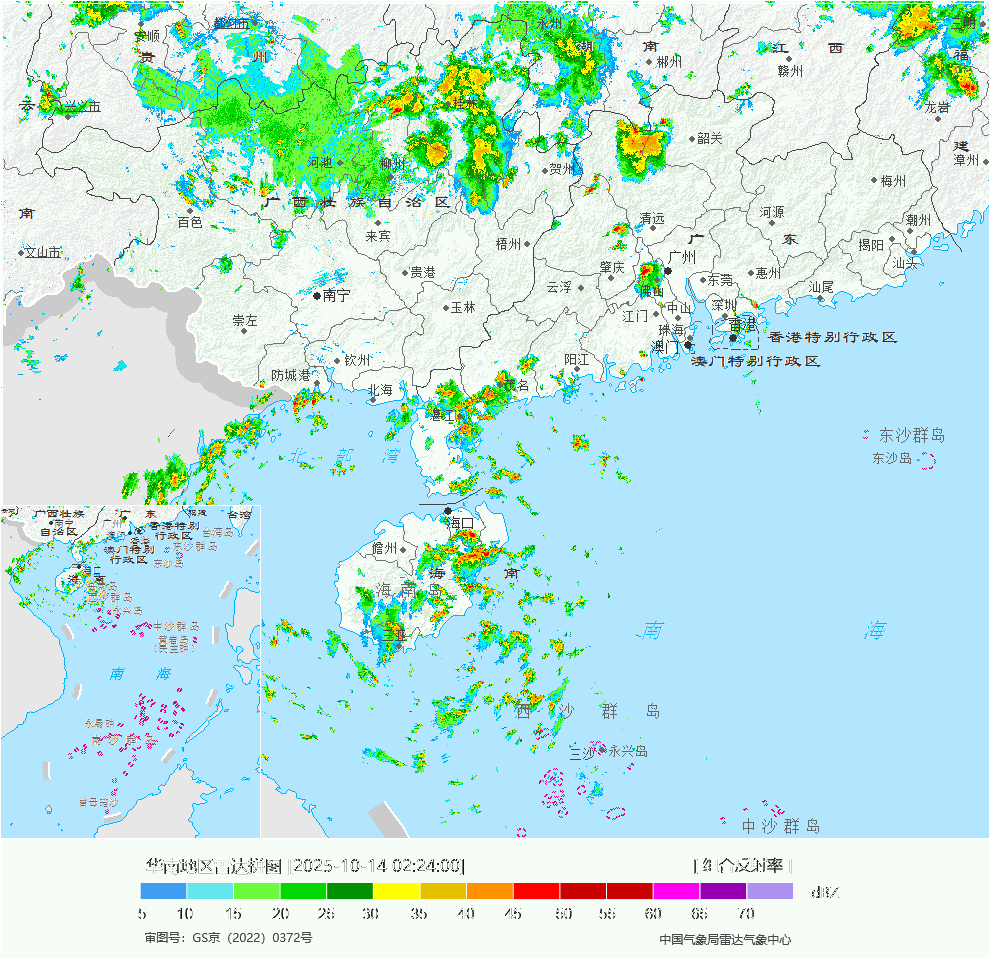 永州
安顺
贵
州
湖
南
江
西
郴州
赣州
福
云
兴义市
桂林
龙岩
韶关
建
漳州
河池
柳州
贺州
梅州
广西壮族自治区
南
百色
来宾
清远
河源
潮州
文山市
梧州
广
东
揭阳
汕头
广州
贵港
肇庆
惠州
东莞
南宁
云浮
佛山
汕尾
玉林
中山
深圳
崇左
江门
香港
珠海
香港特别行政区
澳门
澳门特别行政区
钦州
阳江
防城港
茂名
北海
湛江
东沙群岛
北部湾
东沙岛
海口
儋州
海
南
海南岛
三亚
南
海
西沙群岛
三沙
永兴岛
中沙群岛
广西壮族
自治区
南宁
广
东
广州
台湾
香港特别
行政区
澳门特别
行政区
台湾岛
东沙群岛
东沙岛
海口
永兴岛
中沙群岛
黄岩岛
南
海
永暑礁
南沙群岛
曾母暗沙
华南地区雷达拼图 [2025-10-14 02:24:00]
[ 组合反射率 ]
dBZ
5 10 15 20 25 30 35 40 45 50 55 60 65 70
审图号：GS京（2022）0372号
中国气象局雷达气象中心